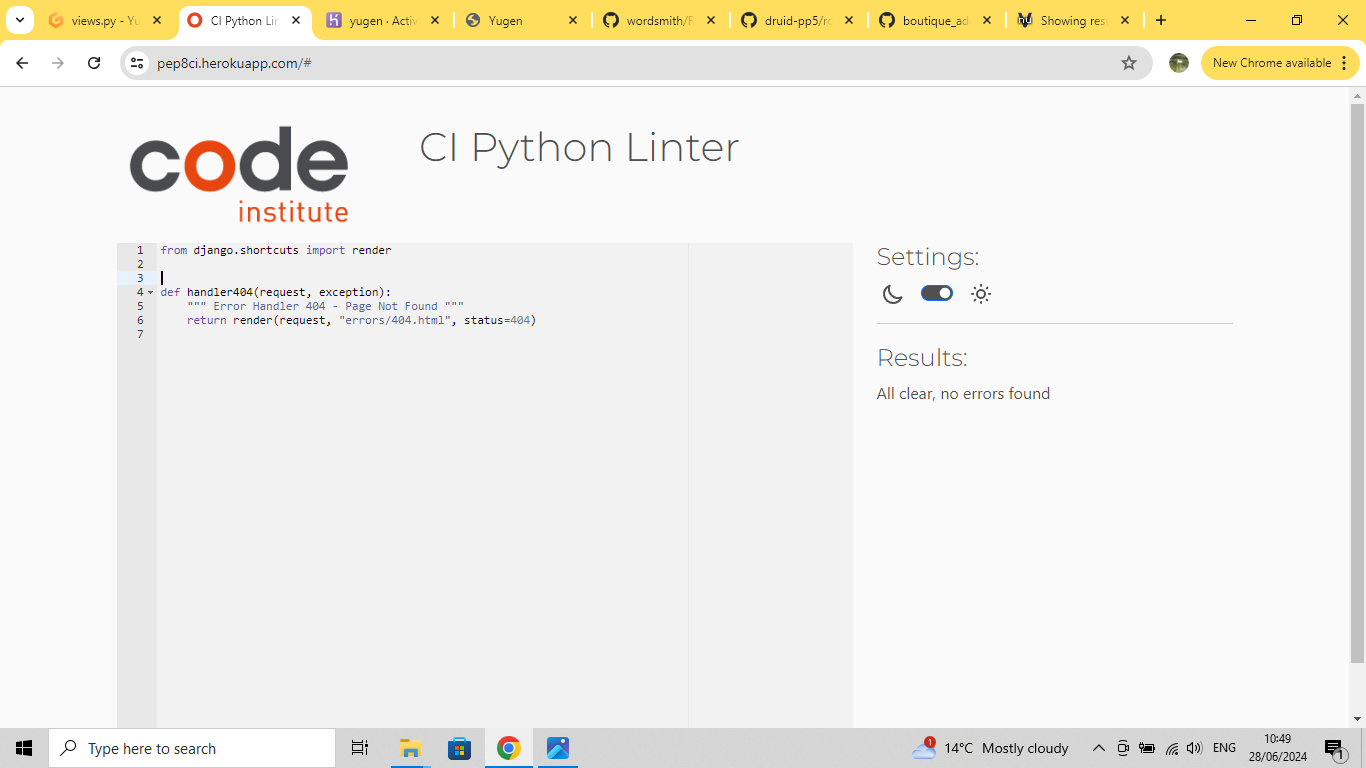 views.py - Yu
CI Python Lin
yugen · Activ
Yugen
wordsmith/R
druid-pp5/ro
boutique_ad
Showing res
pep8ci.herokuapp.com/#
New Chrome available
code
institute
CI Python Linter
1 from django.shortcuts import render
2
3
4 def handler404(request, exception):
5 """ Error Handler 404 - Page Not Found """
6 return render(request, "errors/404.html", status=404)
7
Settings:
Results:
All clear, no errors found
Type here to search
1
14°C Mostly cloudy
ENG
10:49
28/06/2024
1